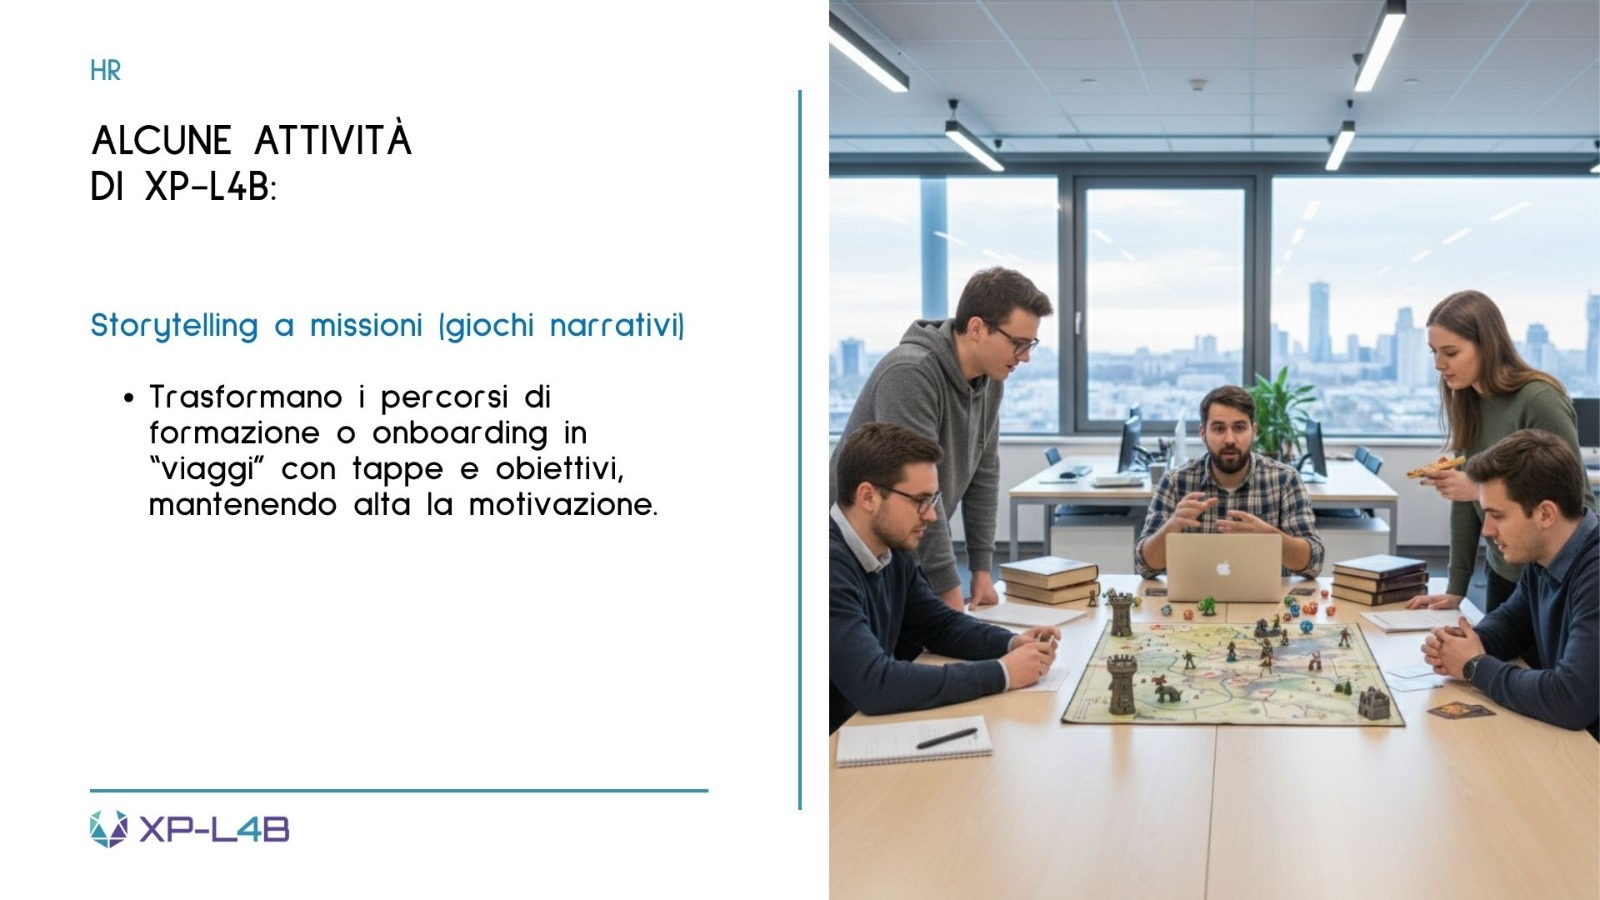 HR
ALCUNE ATTIVITÀ
DI XP-L4B:
Storytelling a missioni (giochi narrativi)
• Trasformano i percorsi di
formazione o onboarding in
“viaggi” con tappe e obiettivi,
mantenendo alta la motivazione.
XP-L4B